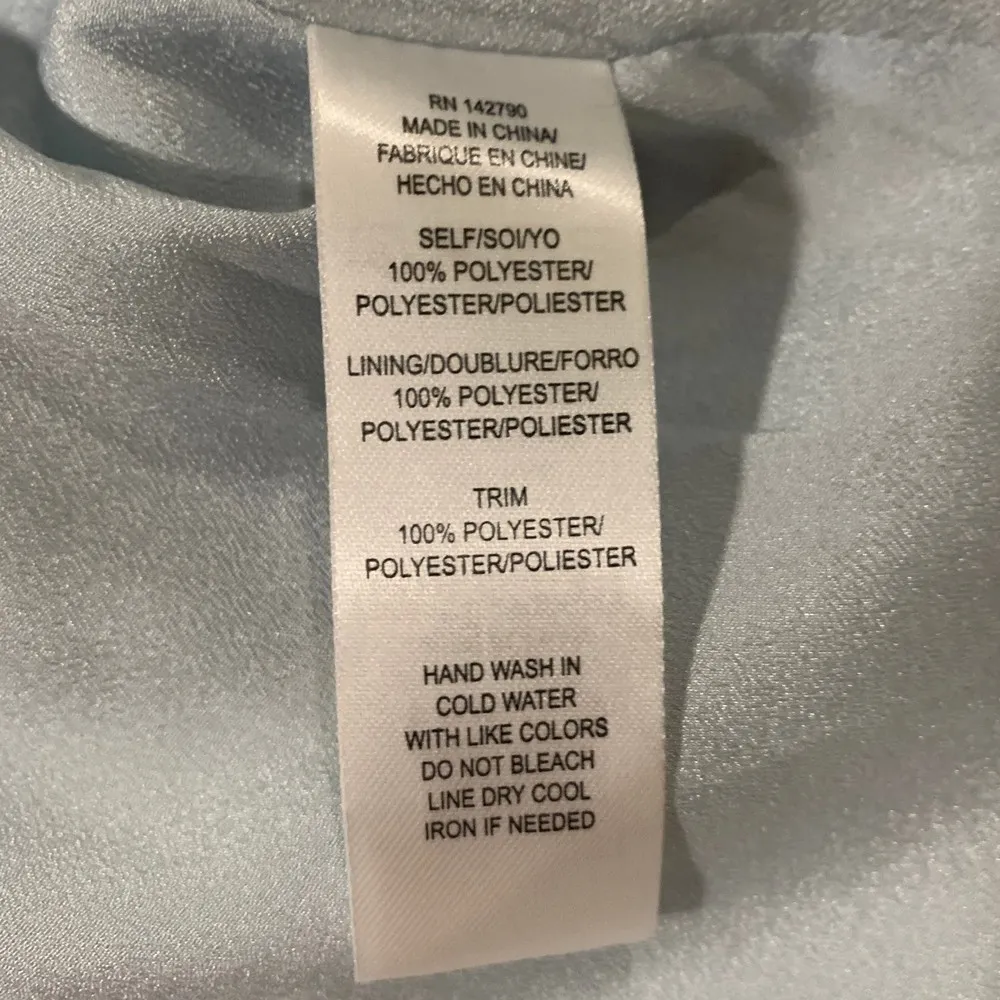 RN 142790
MADE IN CHINA/
FABRIQUE EN CHINE/
HECHO EN CHINA
SELF/SOI/YO
100% POLYESTER/
POLYESTER/POLIESTER
LINING/DOUBLURE/FORRO
100% POLYESTER/
POLYESTER/POLIESTER
TRIM
100% POLYESTER/
POLYESTER/POLIESTER
HAND WASH IN
COLD WATER
WITH LIKE COLORS
DO NOT BLEACH
LINE DRY COOL
IRON IF NEEDED